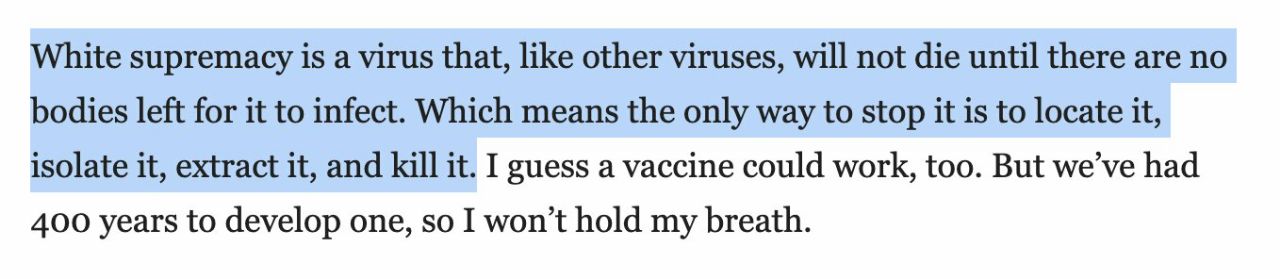 White supremacy is a virus that, like other viruses, will not die until there are no
bodies left for it to infect. Which means the only way to stop it is to locate it,
isolate it, extract it, and kill it. I guess a vaccine could work, too. But we’ve had
400 years to develop one, so I won’t hold my breath.